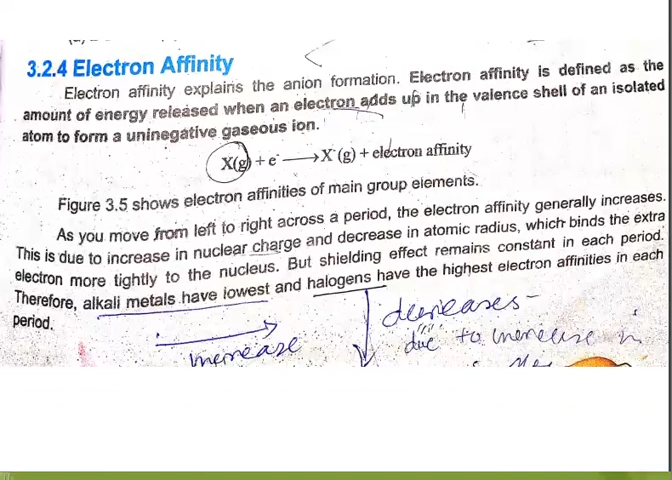 3.2.4 Electron Affinity
Electron affinity explains the anion formation. Electron affinity is defined as the
amount of energy released when an electron adds up in the valence shell of an isolated
atom to form a uninegative gaseous ion.
X(g) + e⁻ ⟶ X⁻(g) + electron affinity
Figure 3.5 shows electron affinities of main group elements.
As you move from left to right across a period, the electron affinity generally increases.
This is due to increase in nuclear charge and decrease in atomic radius, which binds the extra
electron more tightly to the nucleus. But shielding effect remains constant in each period.
Therefore, alkali metals have lowest and halogens have the highest electron affinities in each
period.
decreases
increase
due to increase in